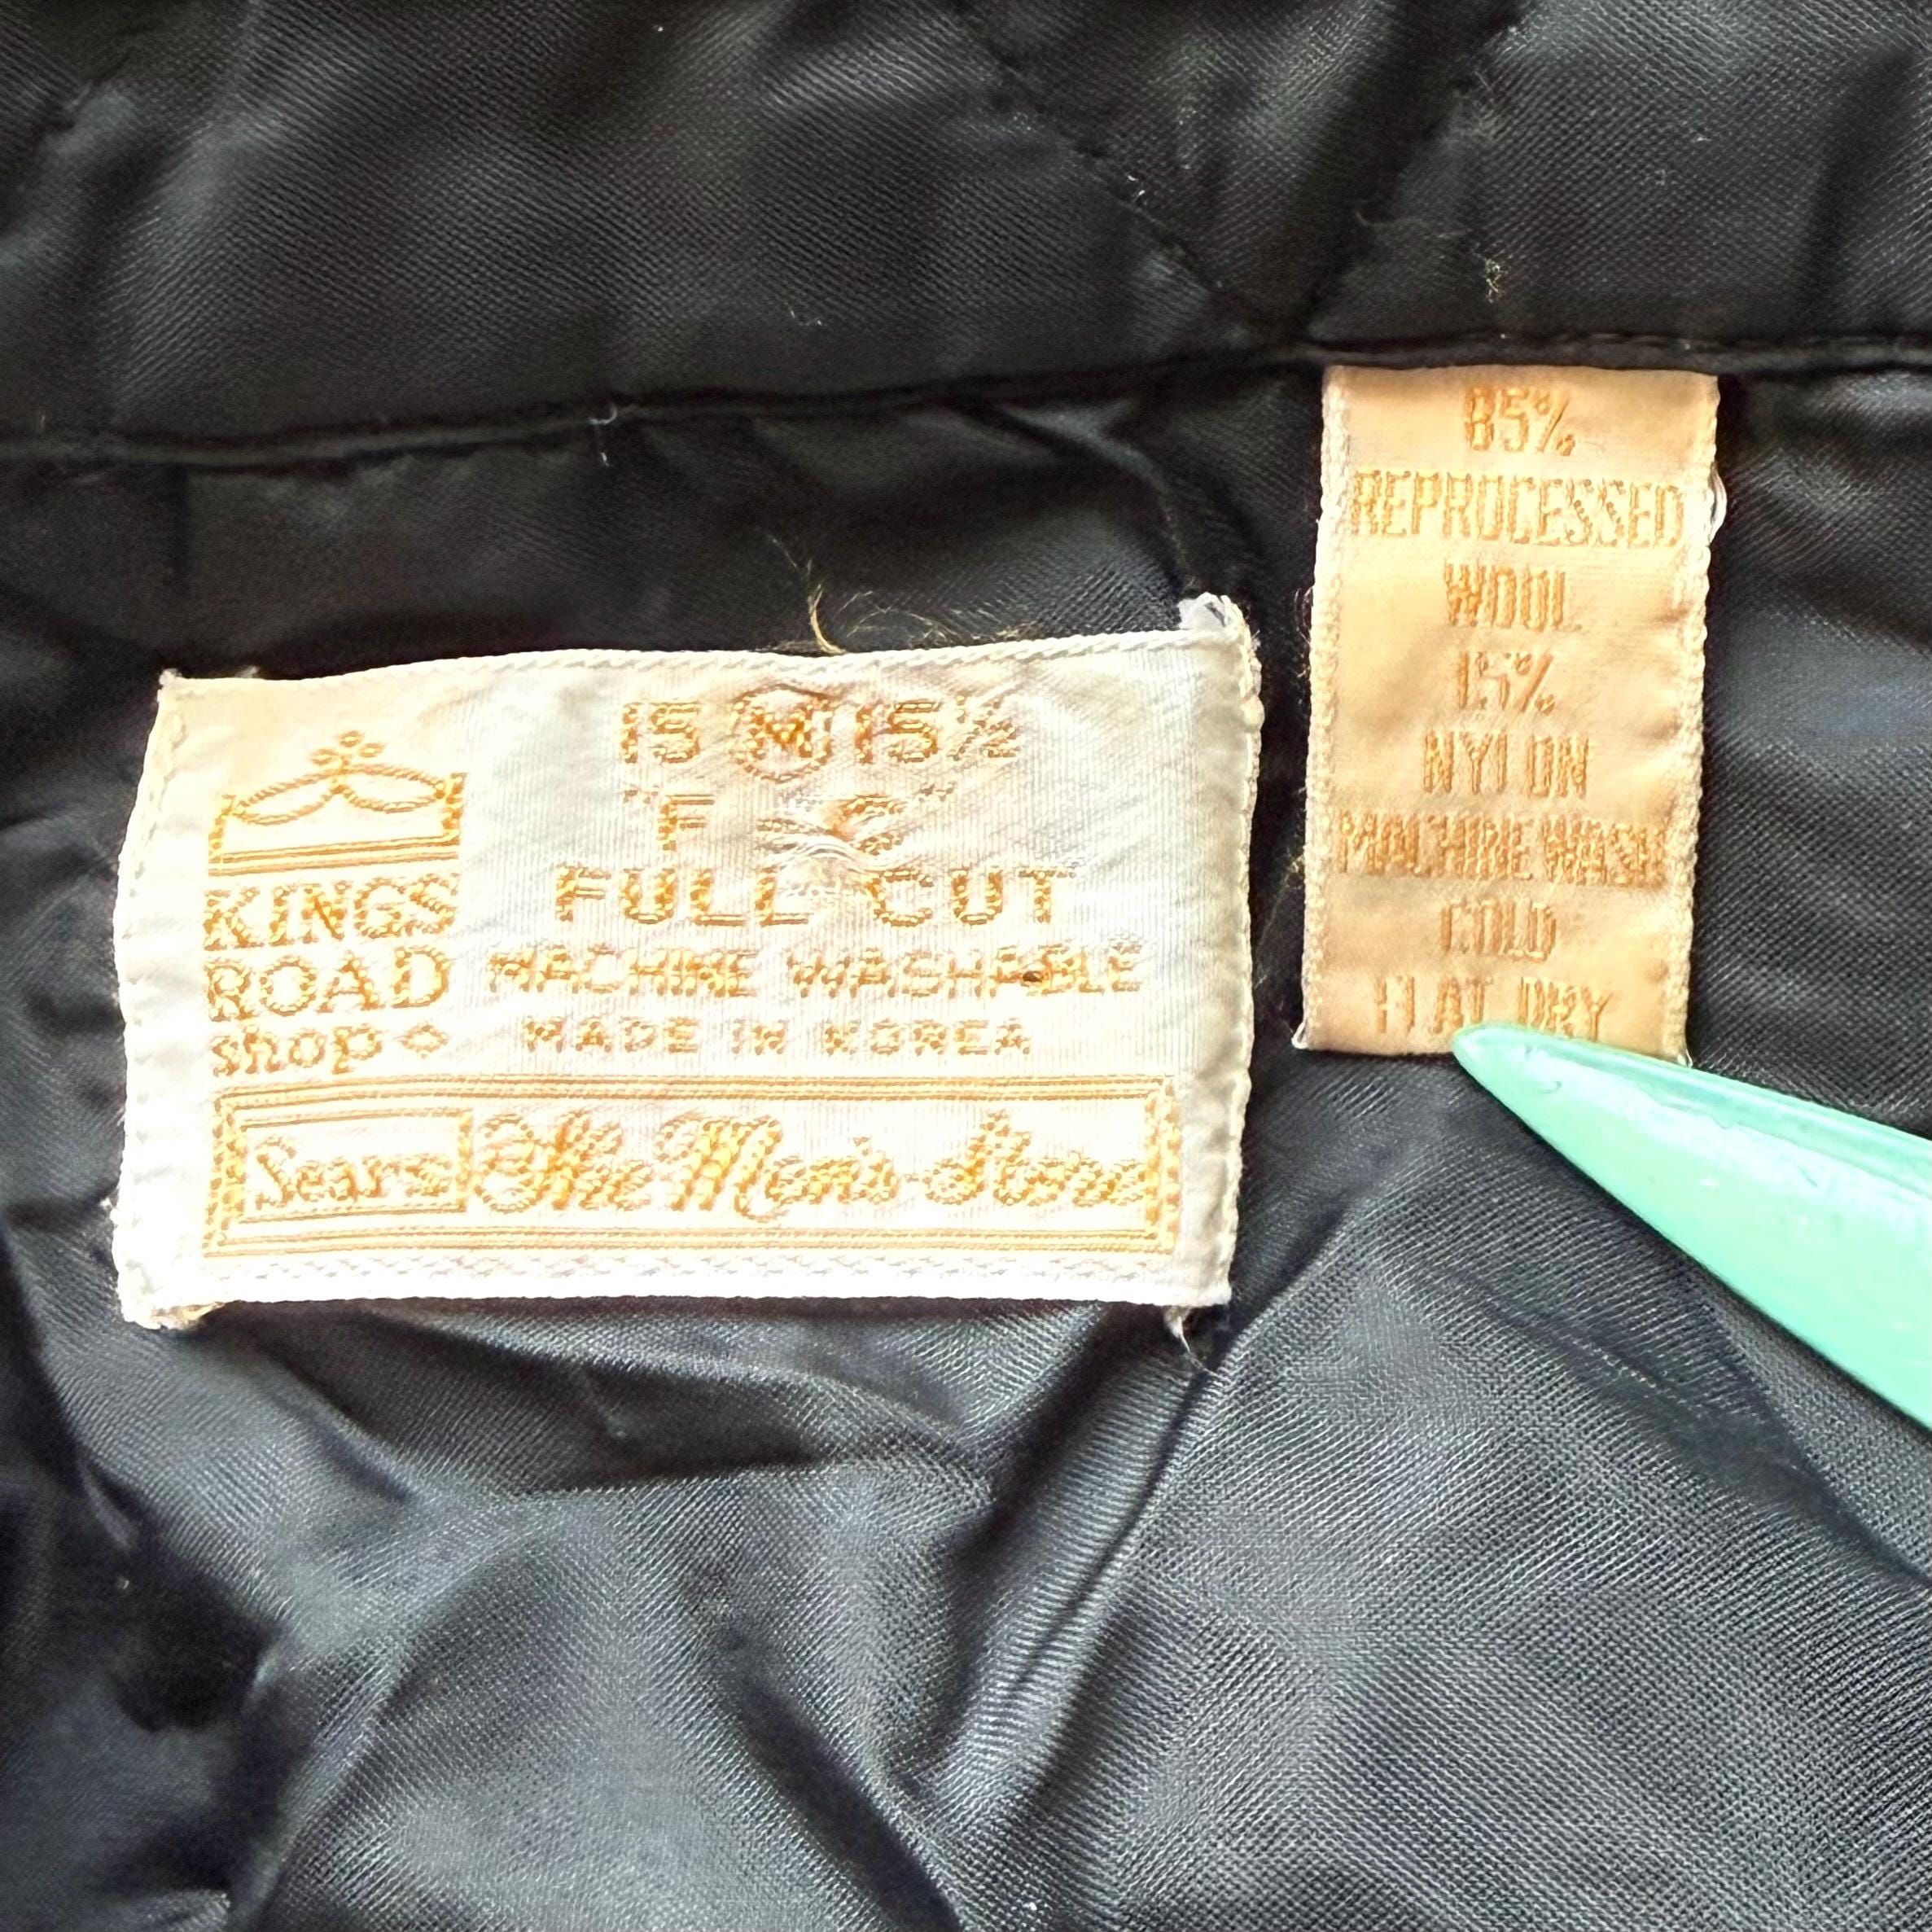 15 M 15½
FULL CUT
MACHINE WASHABLE
MADE IN KOREA
KINGS
ROAD
shop
Sears The Men's Store
85%
REPROCESSED
WOOL
15%
NYLON
MACHINE WASH
COLD
FLAT DRY